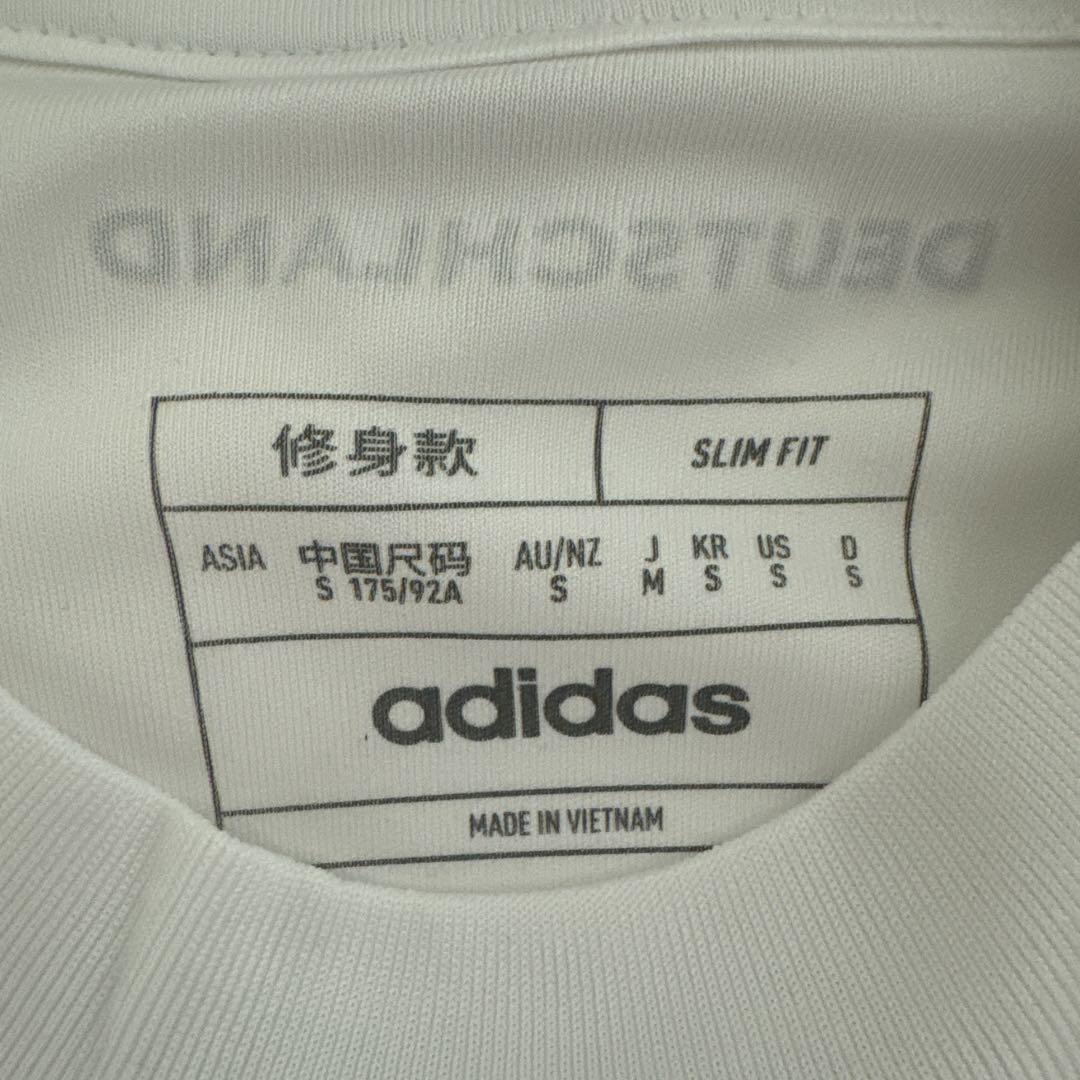 DEUTSCHLAND
修身款 SLIM FIT
ASIA 中国尺码 AU/NZ J KR US D
S 175/92A S M S S S
adidas
MADE IN VIETNAM